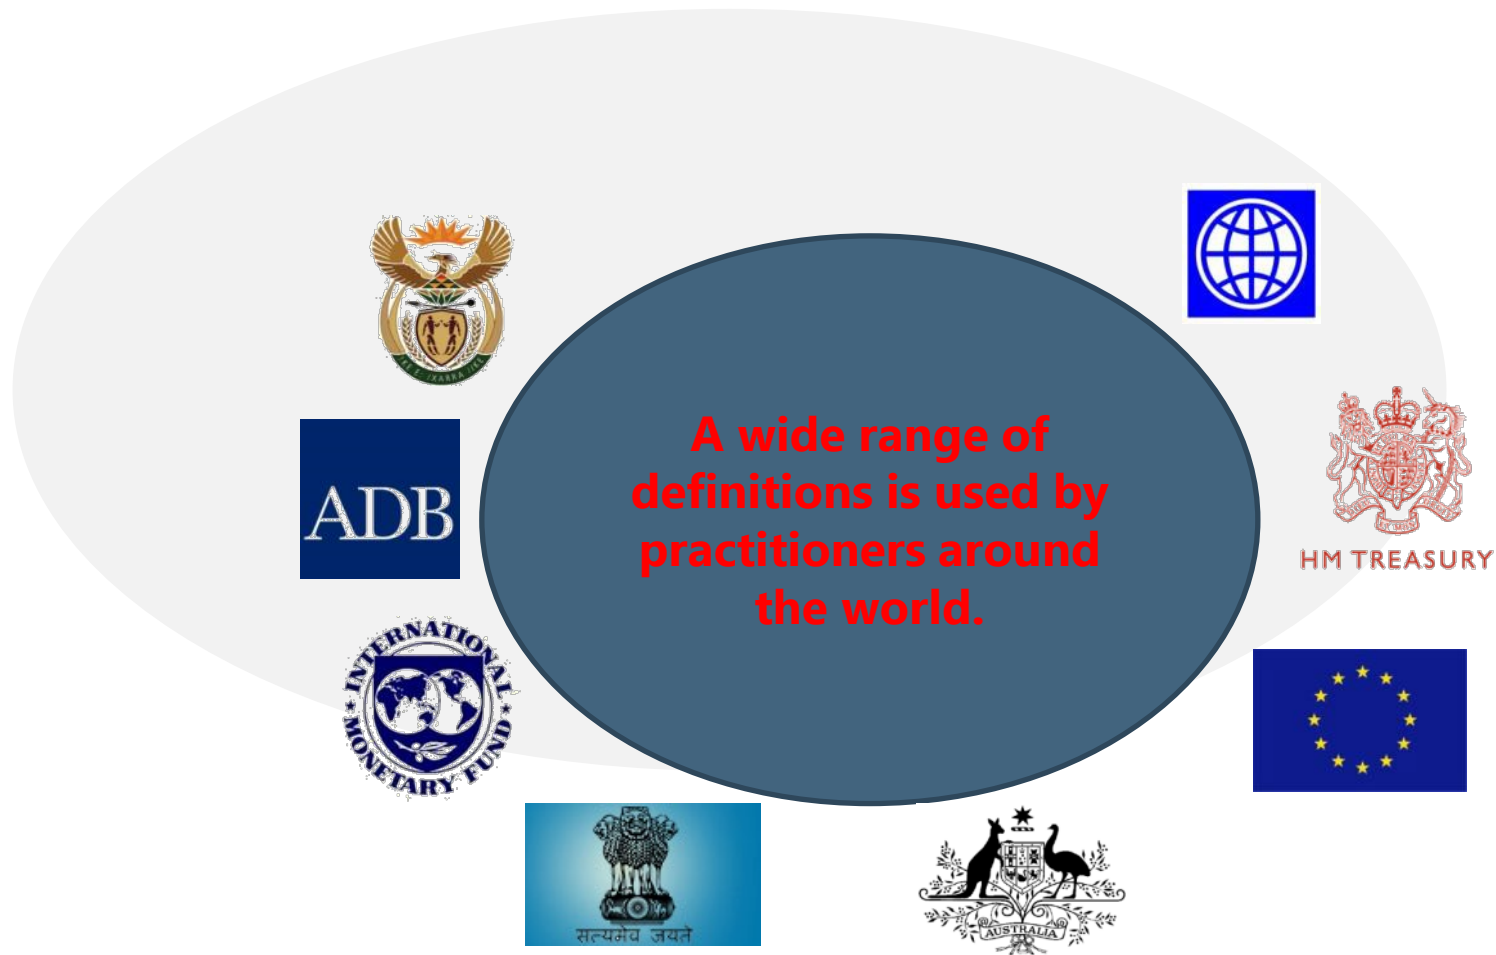 A wide range of
definitions is used by
practitioners around
the world.
ADB
HM TREASURY
INTERNATIONAL
MONETARY FUND
सत्यमेव जयते
AUSTRALIA